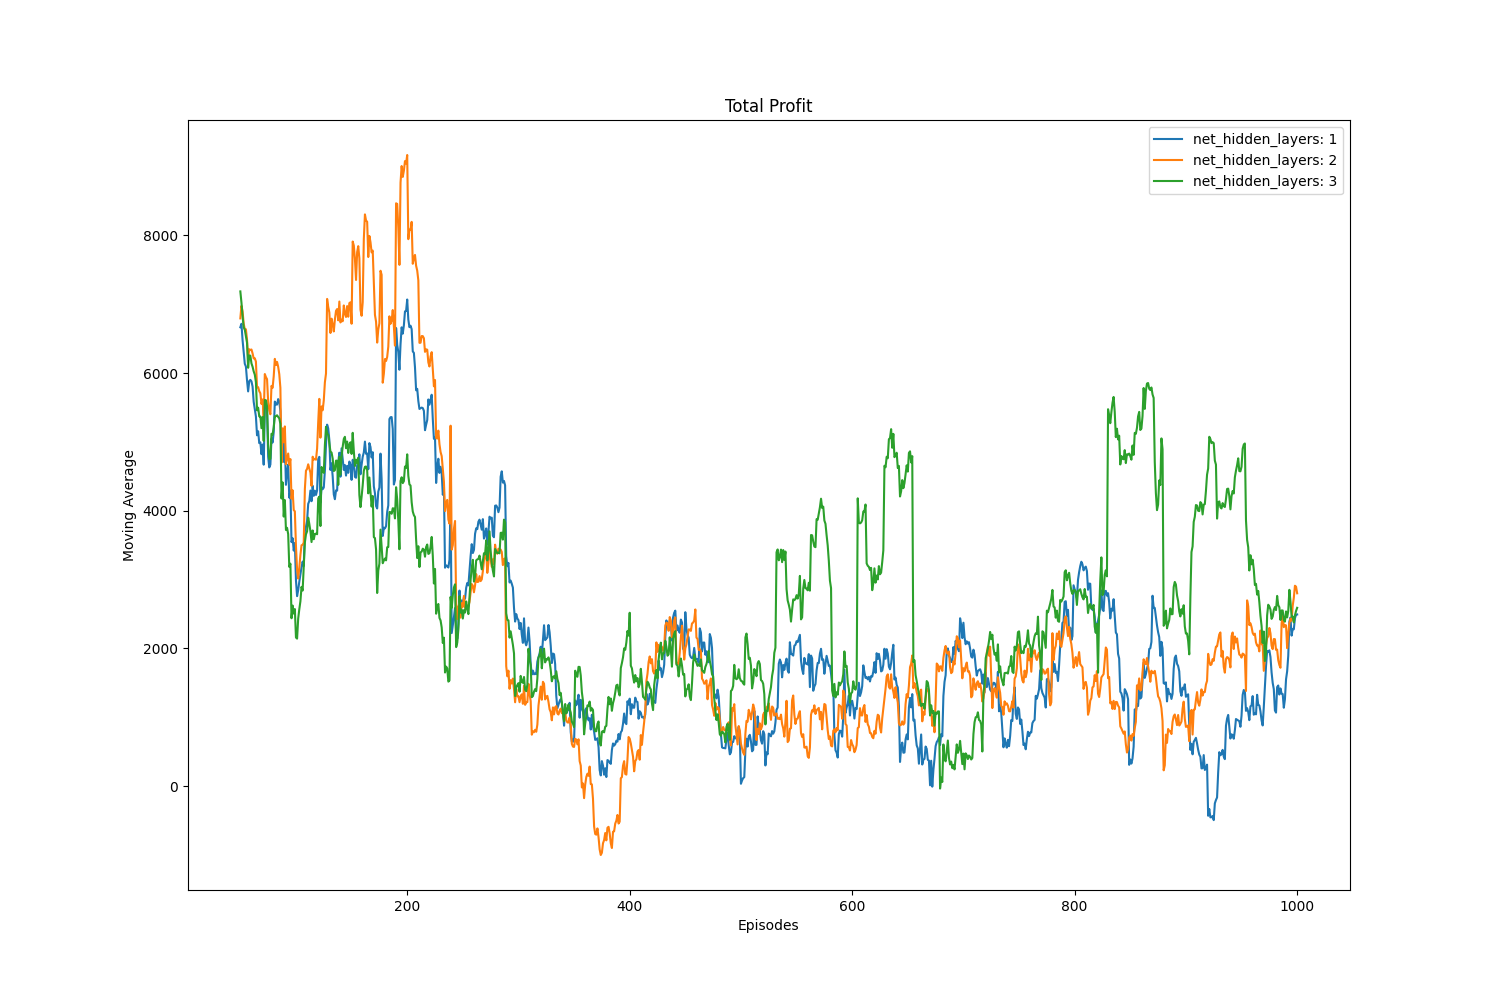 Total Profit
net_hidden_layers: 1
net_hidden_layers: 2
net_hidden_layers: 3
8000
6000
4000
2000
0
Moving Average
200 400 600 800 1000
Episodes